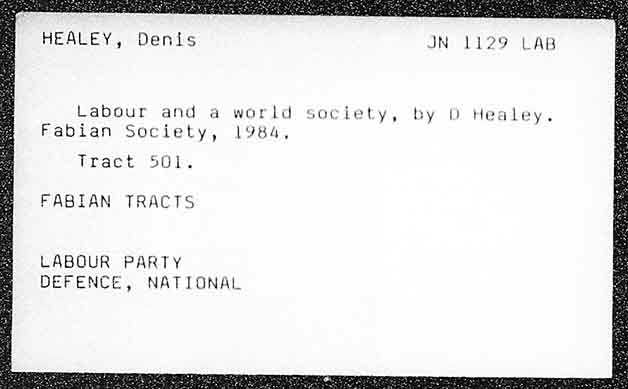 HEALEY, Denis JN 1129 LAB
Labour and a world society, by D Healey.
Fabian Society, 1984.
Tract 501.
FABIAN TRACTS
LABOUR PARTY
DEFENCE, NATIONAL